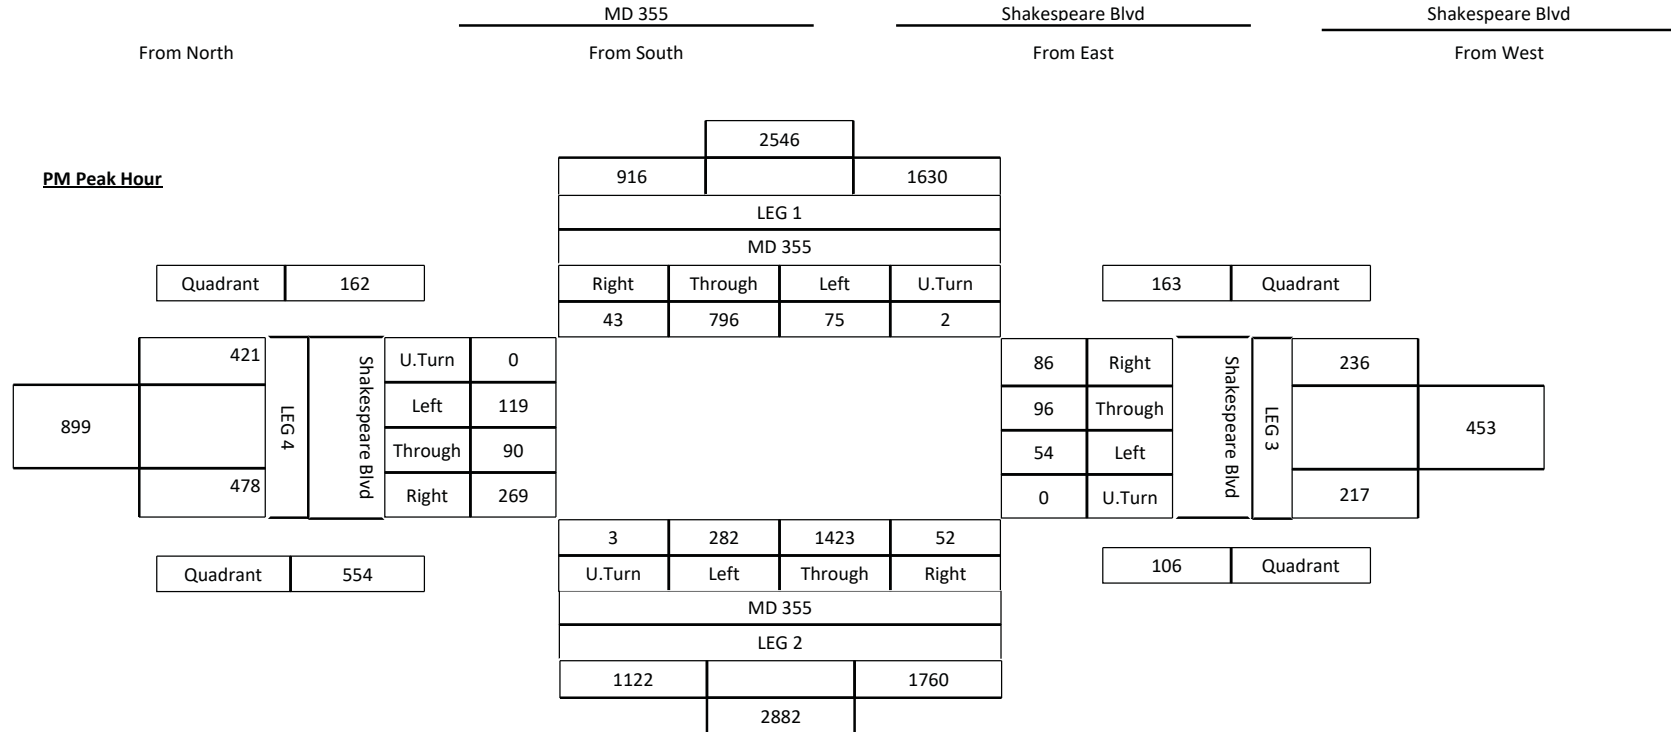 MD 355 Shakespeare Blvd Shakespeare Blvd
From North From South From East From West
2546
PM Peak Hour 916 1630
LEG 1
MD 355
Quadrant 162 Right Through Left U.Turn 163 Quadrant
43 796 75 2
421 U.Turn 0 86 Right 236
Left 119 96 Through
899 LEG 4 Shakespeare Blvd Shakespeare Blvd LEG 3 453
Through 90 54 Left
478 Right 269 0 U.Turn 217
3 282 1423 52
Quadrant 554 U.Turn Left Through Right 106 Quadrant
MD 355
LEG 2
1122 1760
2882